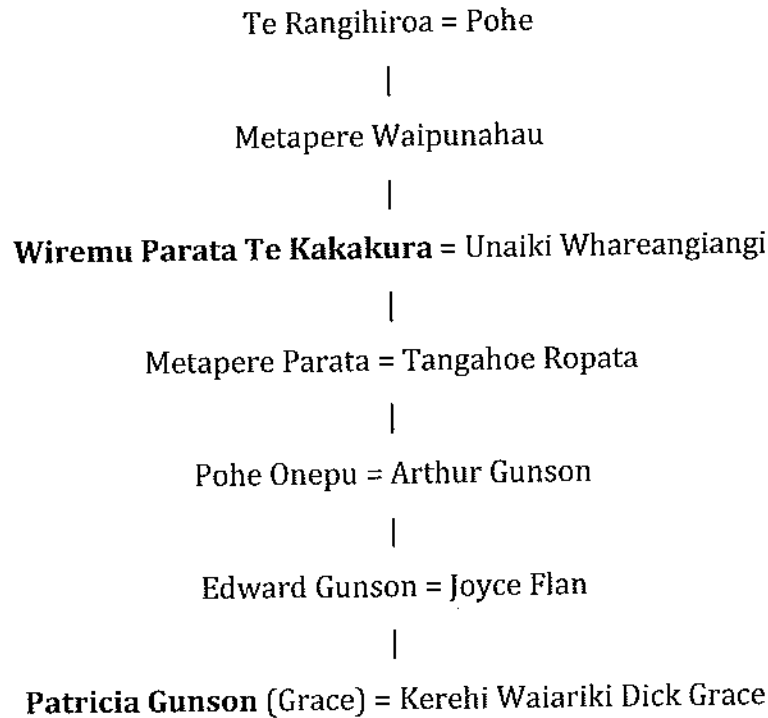 Te Rangihiroa = Pohe
|
Metapere Waipunahau
|
Wiremu Parata Te Kakakura = Unaiki Whareangiangi
|
Metapere Parata = Tangahoe Ropata
|
Pohe Onepu = Arthur Gunson
|
Edward Gunson = Joyce Flan
|
Patricia Gunson (Grace) = Kerehi Waiariki Dick Grace